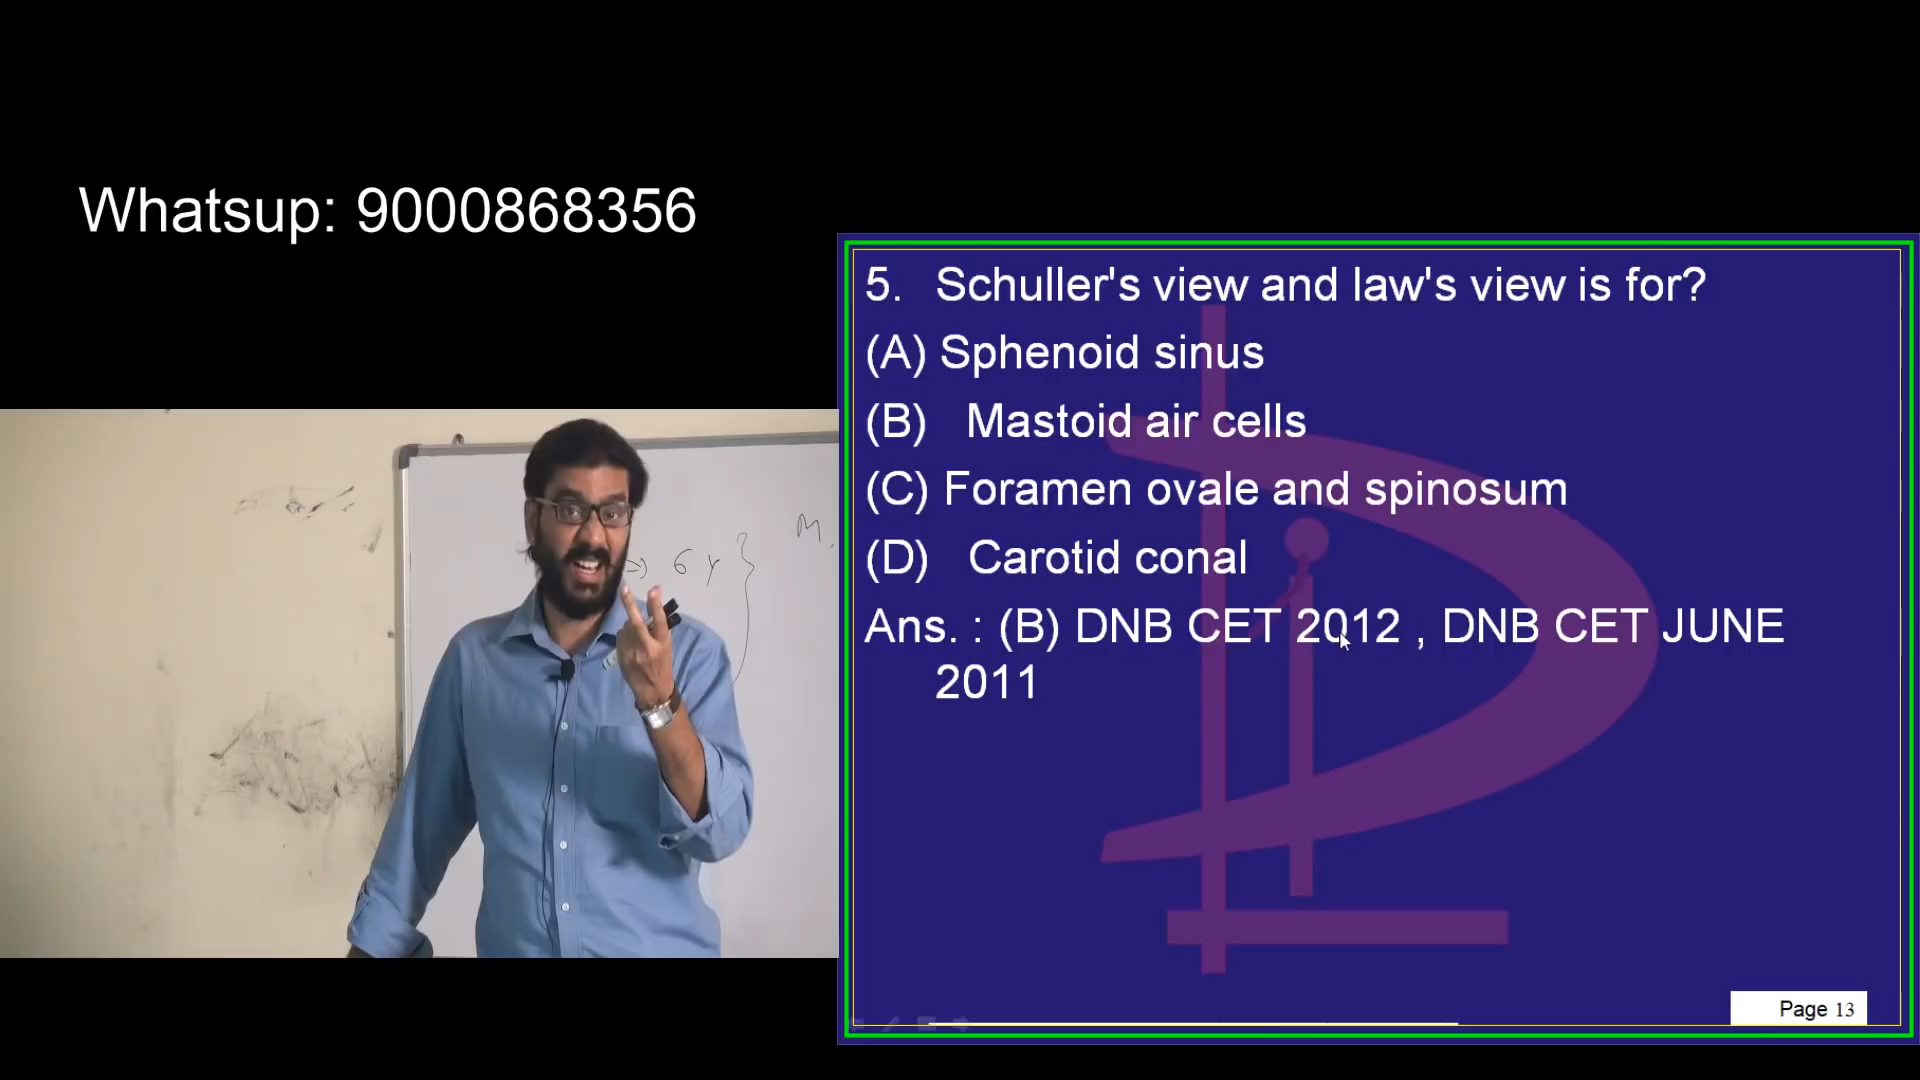 Whatsup: 9000868356
5. Schuller's view and law's view is for?
(A) Sphenoid sinus
(B) Mastoid air cells
(C) Foramen ovale and spinosum
(D) Carotid conal
Ans. : (B) DNB CET 2012 , DNB CET JUNE
2011
Page 13
6 y
M.